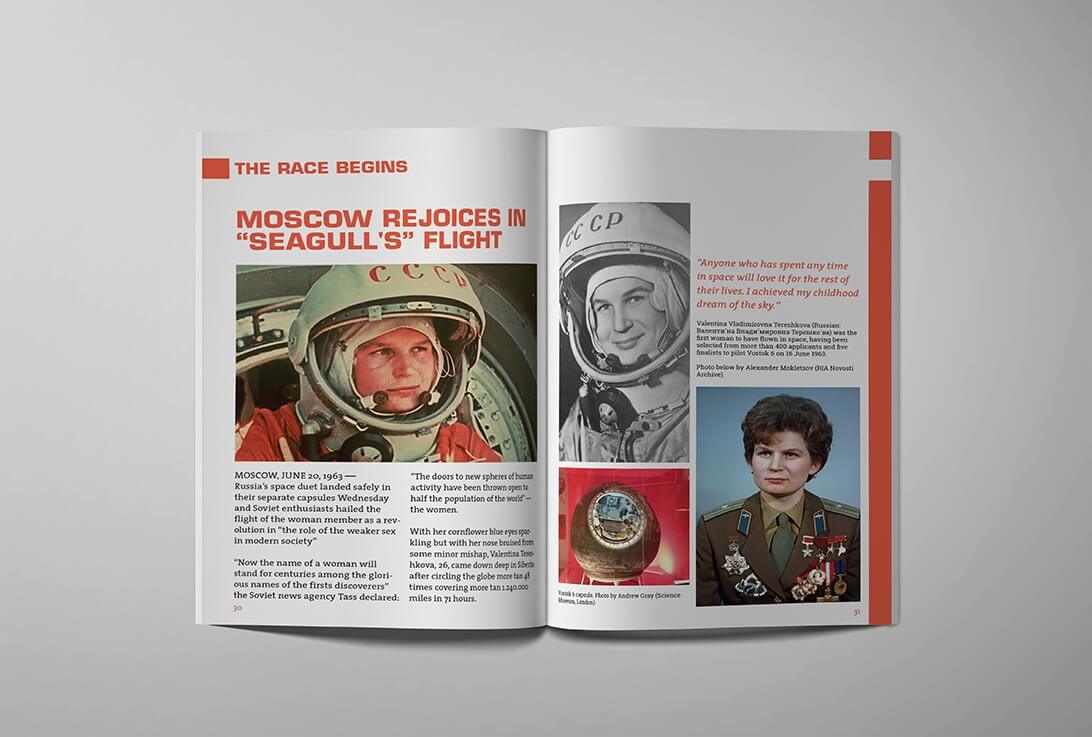 THE RACE BEGINS
MOSCOW REJOICES IN
“SEAGULL'S” FLIGHT
CCCP
MOSCOW, JUNE 20, 1963 —
Russia's space duet landed safely in
their separate capsules Wednesday
and Soviet enthusiasts hailed the
flight of the woman member as a rev-
olution in “the role of the weaker sex
in modern society”
“Now the name of a woman will
stand for centuries among the glori-
ous names of the firsts discoverers”
the Soviet news agency Tass declared:
30
“The doors to new spheres of human
activity have been thrown open to
half the population of the world” —
the women.
With her cornflower blue eyes spar-
kling but with her nose bruised from
some minor mishap, Valentina Teres-
hkova, 26, came down deep in Siberia
after circling the globe more tan 48
times covering more tan 1.240.000
miles in 71 hours.
CCCP
Vostok 6 capsule. Photo by Andrew Gray (Science
Museum, London)
“Anyone who has spent any time
in space will love it for the rest of
their lives. I achieved my childhood
dream of the sky.”
Valentina Vladimirovna Tereshkova (Russian:
Валенти´на Влади´мировна Терешко´ва) was the
first woman to have flown in space, having been
selected from more than 400 applicants and five
finalists to pilot Vostok 6 on 16 June 1963.
Photo below by Alexander Mokletsov (RIA Novosti
Archive).
31